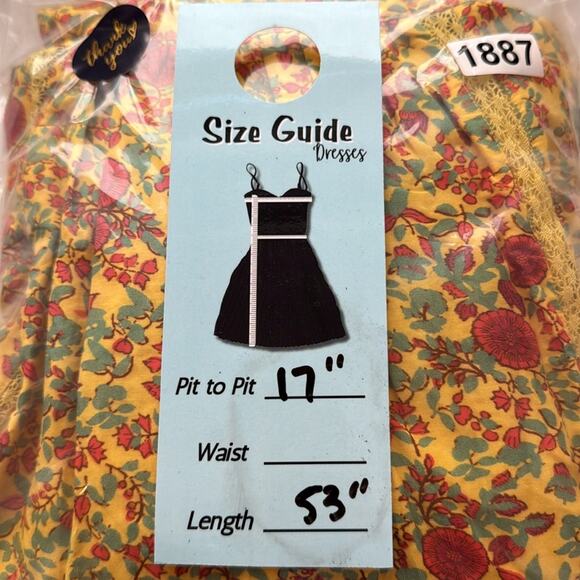 thank
you
1887
Size Guide
Dresses
Pit to Pit 17"
Waist
Length 53"